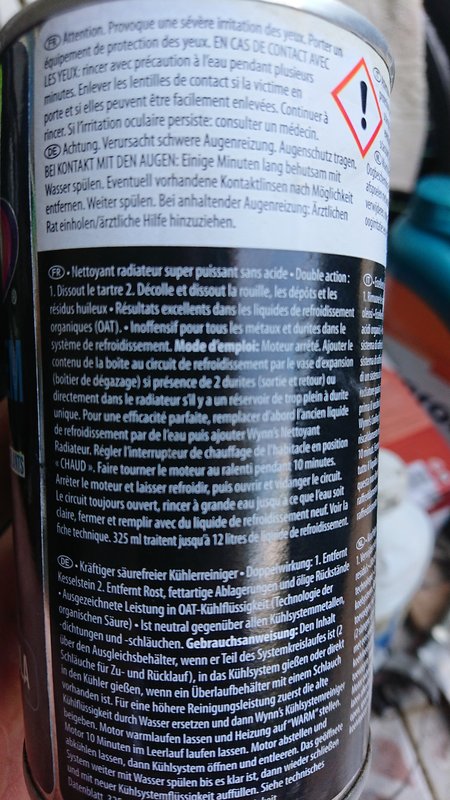 FR Attention. Provoque une sévère irritation des yeux. Porter un
équipement de protection des yeux. EN CAS DE CONTACT AVEC
LES YEUX: rincer avec précaution à l'eau pendant plusieurs
minutes. Enlever les lentilles de contact si la victime en
porte et si elles peuvent être facilement enlevées. Continuer à
rincer. Si l'irritation oculaire persiste: consulter un médecin.
DE Achtung. Verursacht schwere Augenreizung. Augenschutz tragen.
BEI KONTAKT MIT DEN AUGEN: Einige Minuten lang behutsam mit
Wasser spülen. Eventuell vorhandene Kontaktlinsen nach Möglichkeit
entfernen. Weiter spülen. Bei anhaltender Augenreizung: Ärztlichen
Rat einholen/ärztliche Hilfe hinzuziehen.
FR • Nettoyant radiateur super puissant sans acide • Double action :
1. Dissout le tartre 2. Décolle et dissout la rouille, les dépôts et les
résidus huileux • Résultats excellents dans les liquides de refroidissement
organiques (OAT). • Inoffensif pour tous les métaux et durites dans le
système de refroidissement. Mode d'emploi: Moteur arrêté. Ajouter le
contenu de la boîte au circuit de refroidissement par le vase d'expansion
(boitier de dégazage) si présence de 2 durites (sortie et retour) ou
directement dans le radiateur s'il y a un réservoir de trop plein à durite
unique. Pour une efficacité parfaite, remplacer d'abord l'ancien liquide
de refroidissement par de l'eau puis ajouter Wynn's Nettoyant
Radiateur. Régler l'interrupteur de chauffage de l'habitacle en position
« CHAUD ». Faire tourner le moteur au ralenti pendant 10 minutes.
Arrêter le moteur et laisser refroidir, puis ouvrir et vidanger le circuit.
Le circuit toujours ouvert, rincer à grande eau jusqu'à ce que l'eau soit
claire, fermer et remplir avec du liquide de refroidissement neuf. Voir la
fiche technique. 325 ml traitent jusqu'à 12 litres de liquide de refroidissement.
DE • Kräftiger säurefreier Kühlerreiniger • Doppelwirkung: 1. Entfernt
Kesselstein 2. Entfernt Rost, fettartige Ablagerungen und ölige Rückstände
• Ausgezeichnete Leistung in OAT-Kühlflüssigkeit (Technologie der
organischen Säure) • Ist neutral gegenüber allen Kühlsystemmetallen,
-dichtungen und -schläuchen. Gebrauchsanweisung: Den Inhalt
über den Ausgleichsbehälter, wenn er Teil des Systemkreislaufes ist (2
Schläuche für Zu- und Rücklauf), in das Kühlsystem gießen oder direkt
in den Kühler gießen, wenn ein Überlaufbehälter mit einem Schlauch
vorhanden ist. Für eine höhere Reinigungsleistung zuerst die alte
Kühlflüssigkeit durch Wasser ersetzen und dann Wynn's Kühlsystemreiniger
beigeben. Motor warmlaufen lassen und Heizung auf "WARM" stellen.
Motor 10 Minuten im Leerlauf laufen lassen. Motor abstellen und
abkühlen lassen, dann Kühlsystem öffnen und entleeren. Das geöffnete
System weiter mit Wasser spülen bis es klar ist, dann wieder schließen
und mit neuer Kühlsystemflüssigkeit auffüllen. Siehe technisches
Datenblatt.